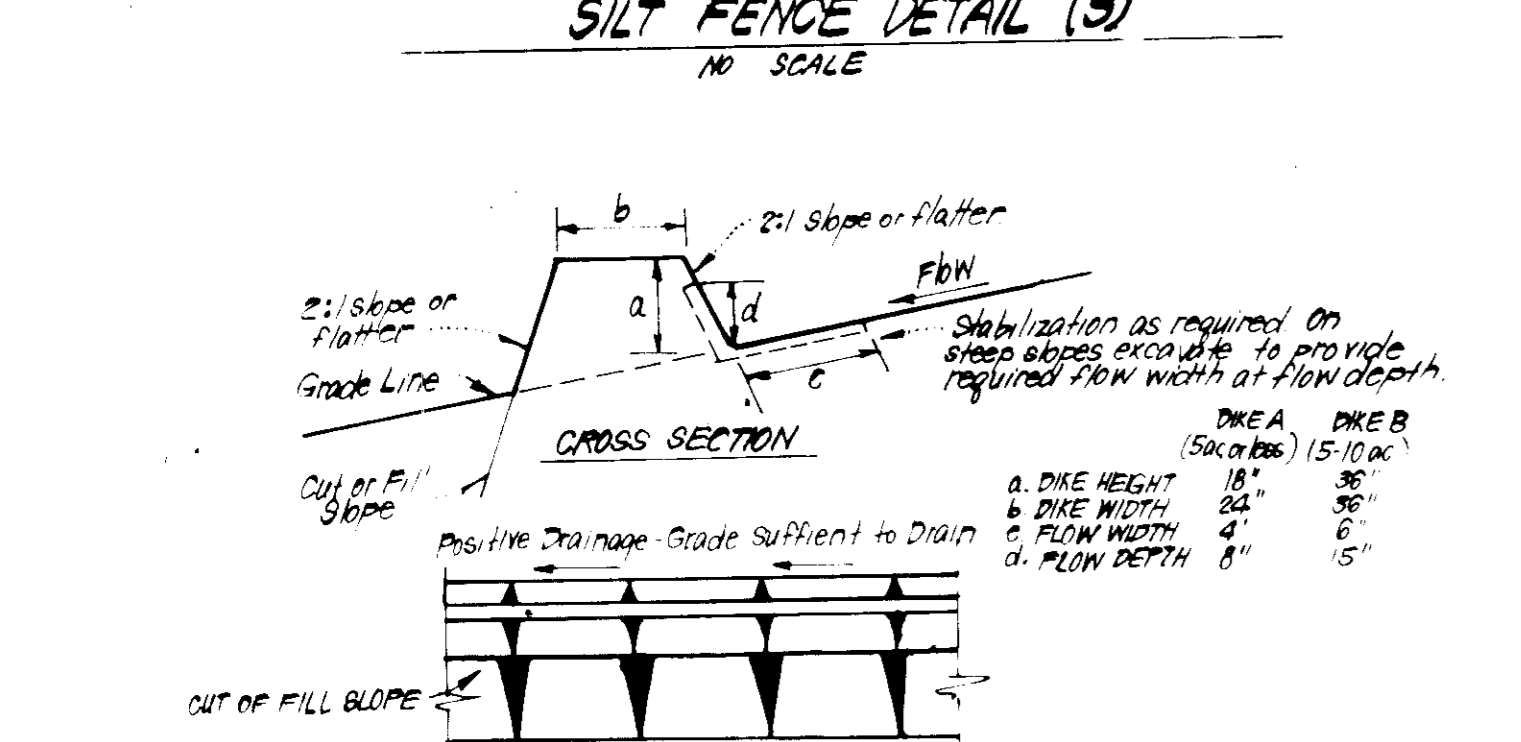 SILT FENCE DETAIL (3)
NO SCALE
b
2:1 Slope or flatter
Flow
a
d
2:1 slope or
flatter
Stabilization as required. On
steep slopes excavate to provide
required flow width at flow depth.
Grade Line
c
CROSS SECTION
DIKE A DIKE B
(5ac or less) (5-10 ac)
Cut or Fill
Slope
a. DIKE HEIGHT 18" 36"
b DIKE WIDTH 24" 36"
c FLOW WIDTH 4' 6"
d. FLOW DEPTH 8" 15"
Positive Drainage - Grade Suffient to Drain
CUT OF FILL SLOPE